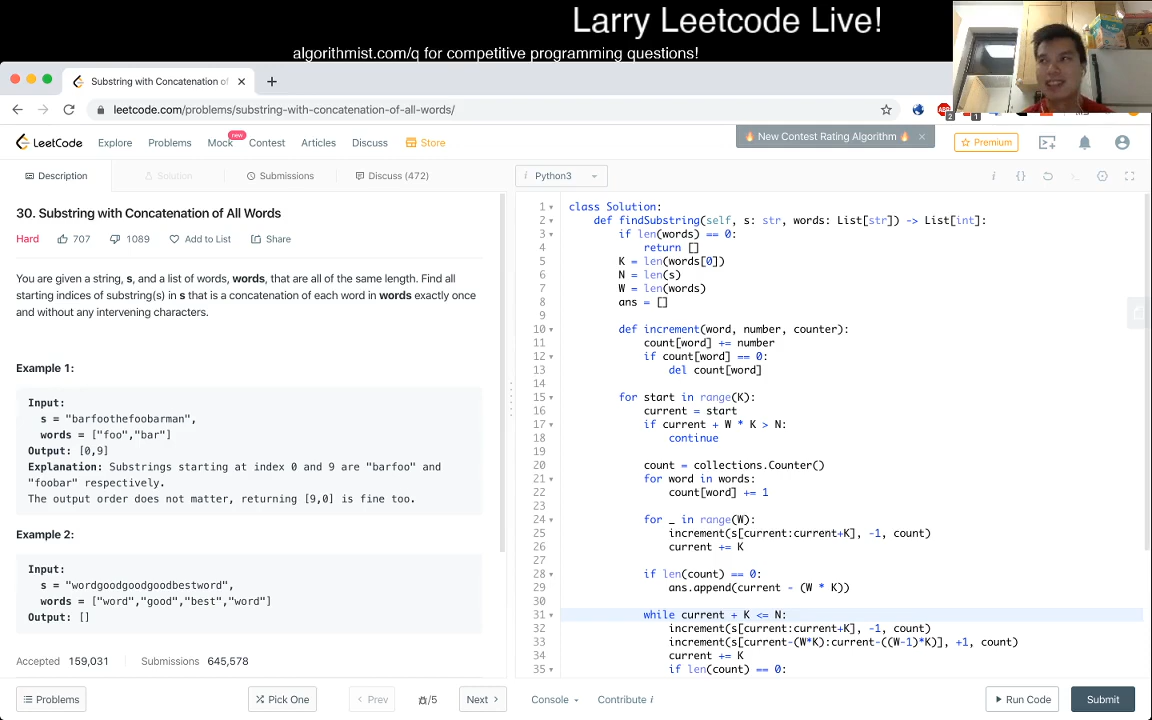 Larry Leetcode Live!
algorithmist.com/q for competitive programming questions!
Substring with Concatenation of
leetcode.com/problems/substring-with-concatenation-of-all-words/
LeetCode Explore Problems Mock new Contest Articles Discuss Store
New Contest Rating Algorithm
Premium
Description Solution Submissions Discuss (472)
Python3
30. Substring with Concatenation of All Words
Hard 707 1089 Add to List Share
You are given a string, s, and a list of words, words, that are all of the same length. Find all
starting indices of substring(s) in s that is a concatenation of each word in words exactly once
and without any intervening characters.
Example 1:
Input:
s = "barfoothefoobarman",
words = ["foo","bar"]
Output: [0,9]
Explanation: Substrings starting at index 0 and 9 are "barfoo" and
"foobar" respectively.
The output order does not matter, returning [9,0] is fine too.
Example 2:
Input:
s = "wordgoodgoodgoodbestword",
words = ["word","good","best","word"]
Output: []
Accepted 159,031 Submissions 645,578
1 class Solution:
2 def findSubstring(self, s: str, words: List[str]) -> List[int]:
3 if len(words) == 0:
4 return []
5 K = len(words[0])
6 N = len(s)
7 W = len(words)
8 ans = []
9
10 def increment(word, number, counter):
11 count[word] += number
12 if count[word] == 0:
13 del count[word]
14
15 for start in range(K):
16 current = start
17 if current + W * K > N:
18 continue
19
20 count = collections.Counter()
21 for word in words:
22 count[word] += 1
23
24 for _ in range(W):
25 increment(s[current:current+K], -1, count)
26 current += K
27
28 if len(count) == 0:
29 ans.append(current - (W * K))
30
31 while current + K <= N:
32 increment(s[current:current+K], -1, count)
33 increment(s[current-(W*K):current-((W-1)*K)], +1, count)
34 current += K
35 if len(count) == 0:
Problems Pick One Prev /5 Next Console Contribute i Run Code Submit